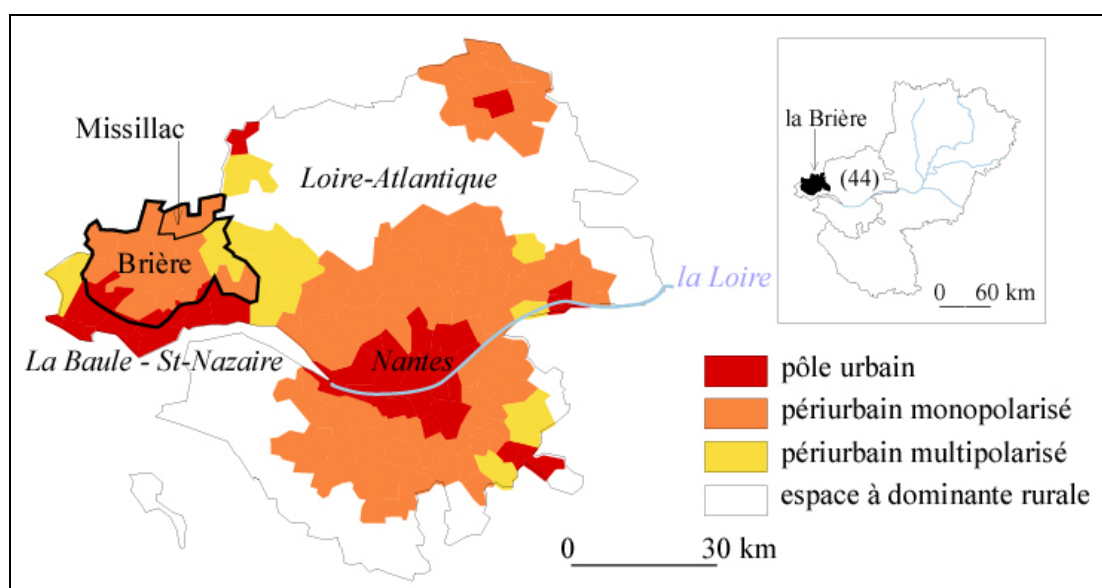 Missillac
Loire-Atlantique
Brière
la Loire
La Baule - St-Nazaire
Nantes
0 30 km
la Brière
(44)
0 60 km
pôle urbain
périurbain monopolarisé
périurbain multipolarisé
espace à dominante rurale